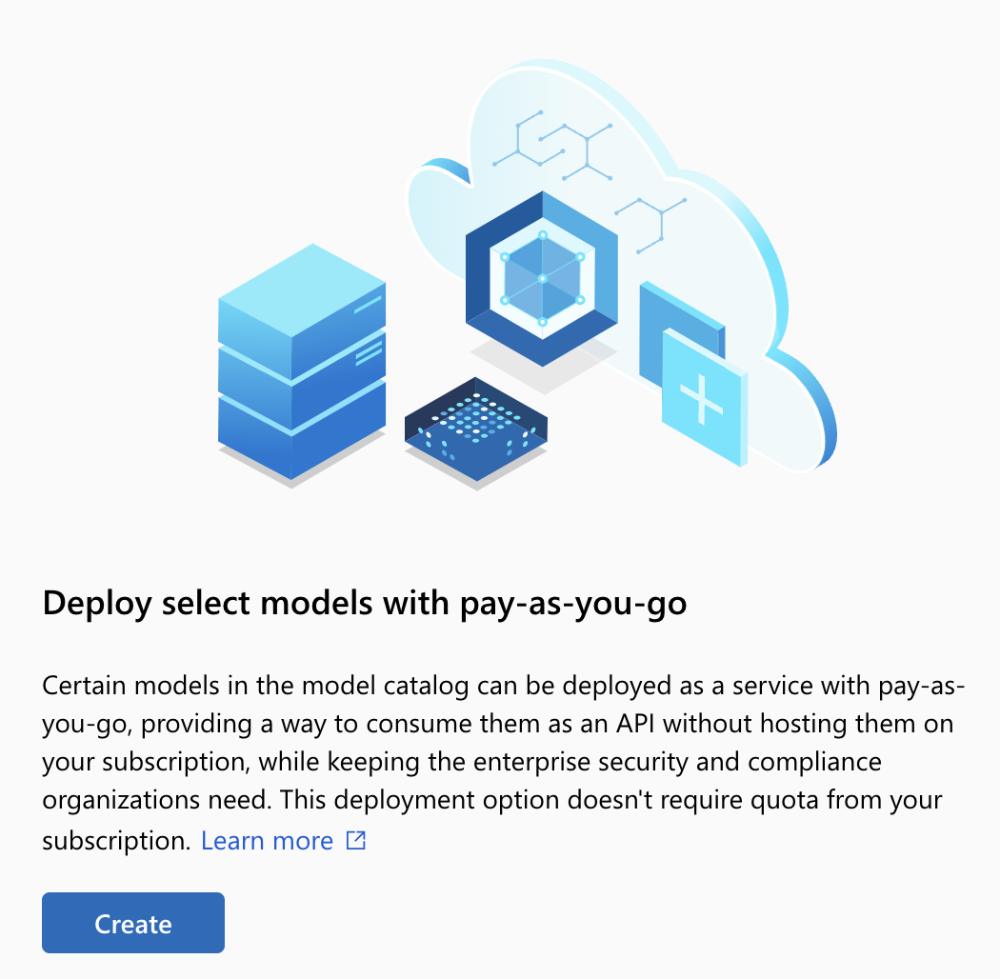 Deploy select models with pay-as-you-go
Certain models in the model catalog can be deployed as a service with pay-as-
you-go, providing a way to consume them as an API without hosting them on
your subscription, while keeping the enterprise security and compliance
organizations need. This deployment option doesn't require quota from your
subscription. Learn more
Create